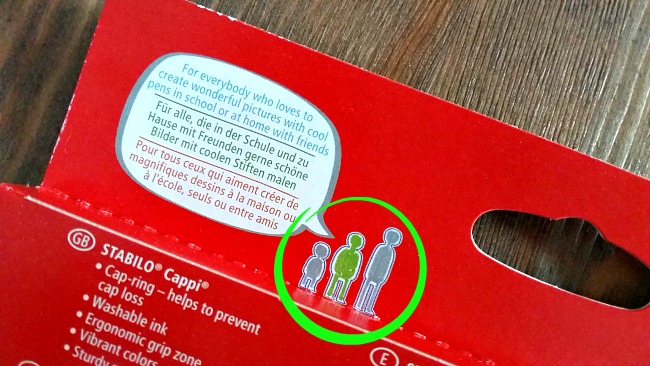 For everybody who loves to
create wonderful pictures with cool
pens in school or at home with friends
Für alle, die in der Schule und zu
Hause mit Freunden gerne schöne
Bilder mit coolen Stiften malen
Pour tous ceux qui aiment créer de
magnifiques dessins à la maison ou
à l'école, seuls ou entre amis
GB STABILO® Cappi®
• Cap-ring – helps to prevent
cap loss
• Washable ink
• Ergonomic grip zone
• Vibrant colors
• Sturdy
E